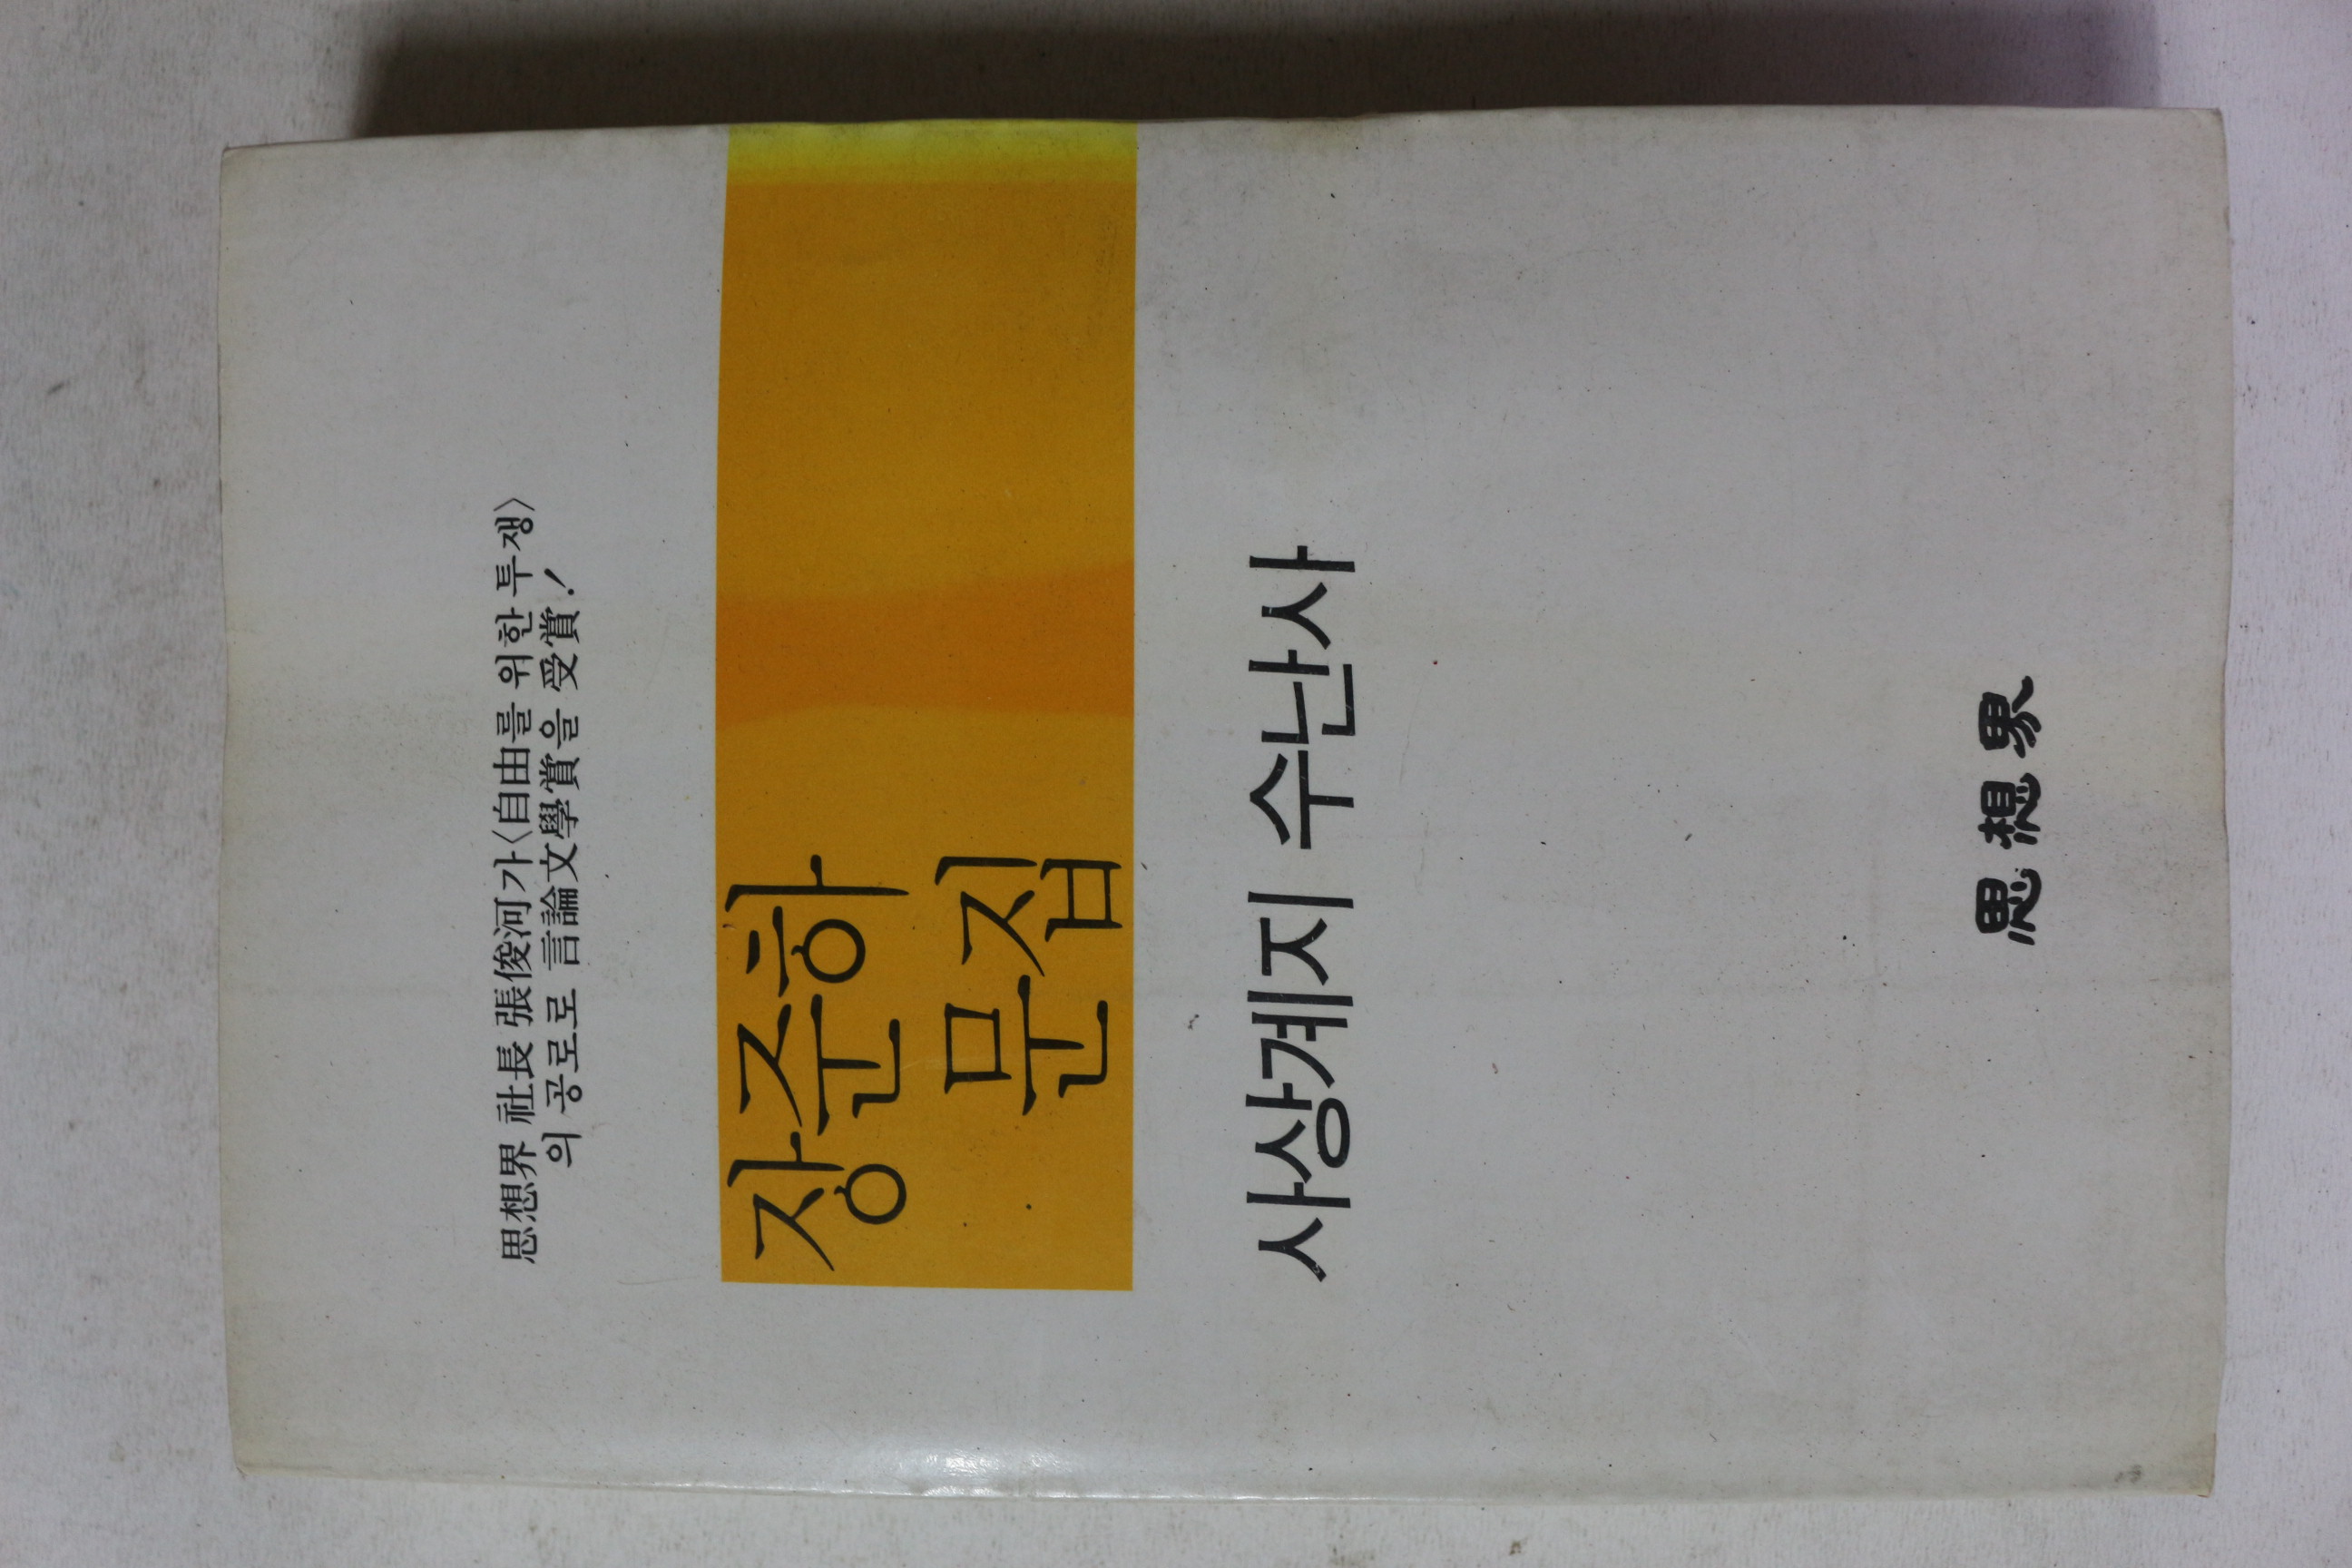 思想界 社長 張俊河가〈自由를 위한 투쟁〉
의 공로로 言論文學賞을 受賞!
장준하
문집
사상계지 수난사
思想界